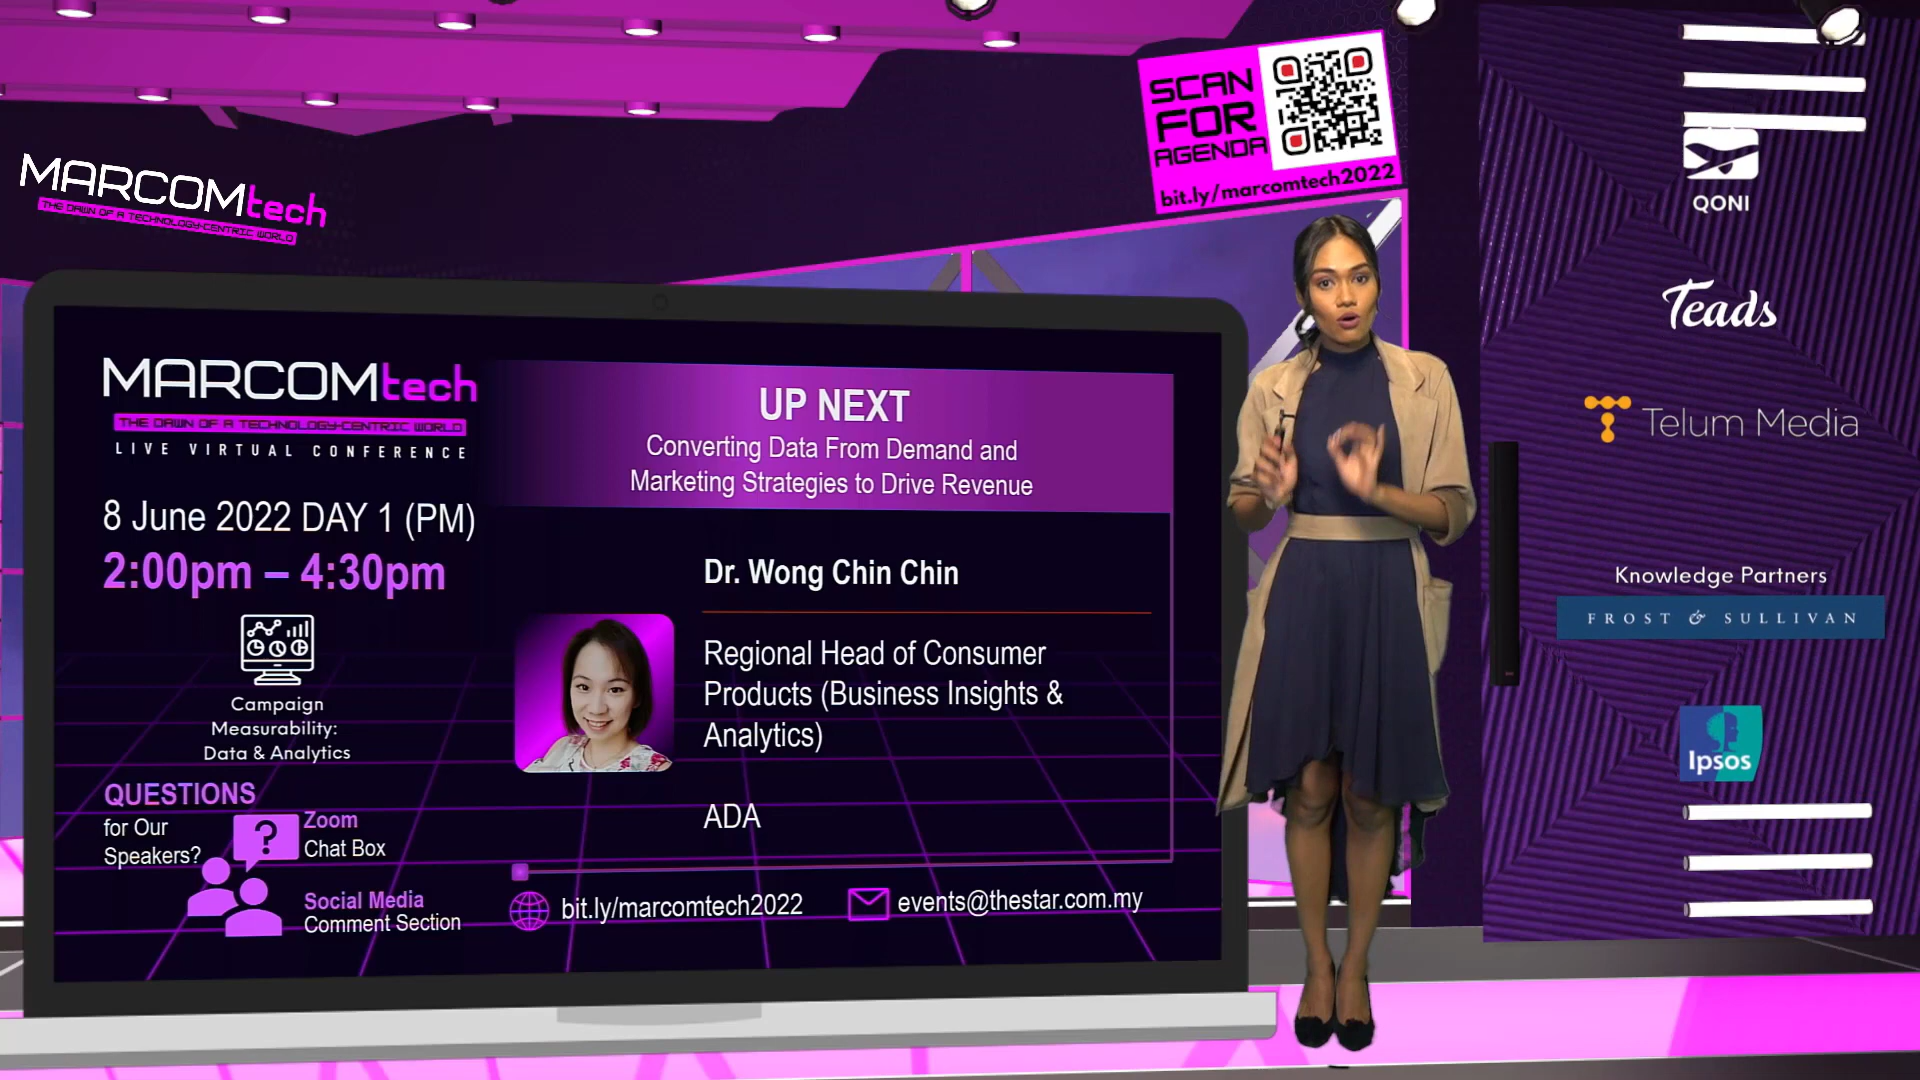 SCAN
FOR
AGENDA
bit.ly/marcomtech2022
MARCOMtech
THE DAWN OF A TECHNOLOGY-CENTRIC WORLD
QONI
Teads
Telum Media
Knowledge Partners
FROST & SULLIVAN
Ipsos
MARCOMtech
THE DAWN OF A TECHNOLOGY-CENTRIC WORLD
LIVE VIRTUAL CONFERENCE
8 June 2022 DAY 1 (PM)
2:00pm – 4:30pm
Campaign
Measurability:
Data & Analytics
QUESTIONS
for Our
Speakers?
?
Zoom
Chat Box
Social Media
Comment Section
UP NEXT
Converting Data From Demand and
Marketing Strategies to Drive Revenue
Dr. Wong Chin Chin
Regional Head of Consumer
Products (Business Insights &
Analytics)
ADA
bit.ly/marcomtech2022
events@thestar.com.my